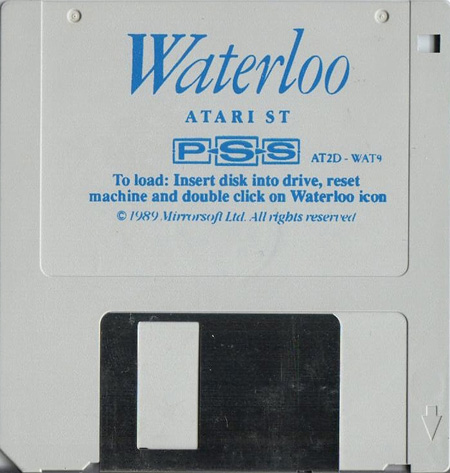 Waterloo
ATARI ST
P-S-S AT2D - WAT9
To load: Insert disk into drive, reset
machine and double click on Waterloo icon
© 1989 Mirrorsoft Ltd. All rights reserved